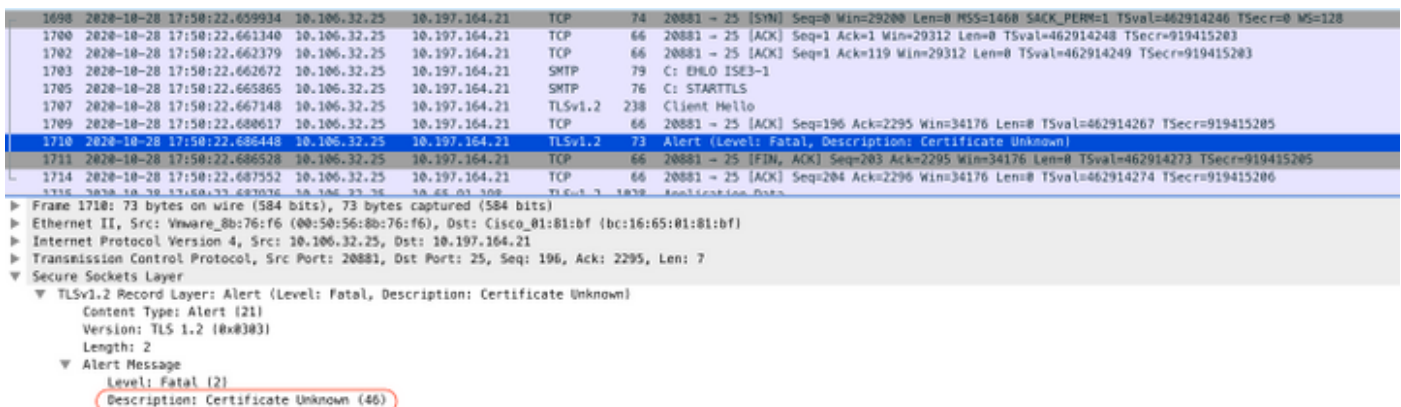 1698 2020-10-28 17:50:22.659934 10.106.32.25 10.197.164.21 TCP 74 20881 → 25 [SYN] Seq=0 Win=29200 Len=0 MSS=1460 SACK_PERM=1 TSval=462914246 TSecr=0 WS=128
1700 2020-10-28 17:50:22.661340 10.106.32.25 10.197.164.21 TCP 66 20881 → 25 [ACK] Seq=1 Ack=1 Win=29312 Len=0 TSval=462914248 TSecr=919415203
1702 2020-10-28 17:50:22.662379 10.106.32.25 10.197.164.21 TCP 66 20881 → 25 [ACK] Seq=1 Ack=119 Win=29312 Len=0 TSval=462914249 TSecr=919415203
1703 2020-10-28 17:50:22.662672 10.106.32.25 10.197.164.21 SMTP 79 C: EHLO ISE3-1
1705 2020-10-28 17:50:22.665865 10.106.32.25 10.197.164.21 SMTP 76 C: STARTTLS
1707 2020-10-28 17:50:22.667148 10.106.32.25 10.197.164.21 TLSv1.2 238 Client Hello
1709 2020-10-28 17:50:22.680617 10.106.32.25 10.197.164.21 TCP 66 20881 → 25 [ACK] Seq=196 Ack=2295 Win=34176 Len=0 TSval=462914267 TSecr=919415205
1710 2020-10-28 17:50:22.686448 10.106.32.25 10.197.164.21 TLSv1.2 73 Alert (Level: Fatal, Description: Certificate Unknown)
1711 2020-10-28 17:50:22.686528 10.106.32.25 10.197.164.21 TCP 66 20881 → 25 [FIN, ACK] Seq=203 Ack=2295 Win=34176 Len=0 TSval=462914273 TSecr=919415205
1714 2020-10-28 17:50:22.687552 10.106.32.25 10.197.164.21 TCP 66 20881 → 25 [ACK] Seq=204 Ack=2296 Win=34176 Len=0 TSval=462914274 TSecr=919415206
Frame 1710: 73 bytes on wire (584 bits), 73 bytes captured (584 bits)
Ethernet II, Src: Vmware_8b:76:f6 (00:50:56:8b:76:f6), Dst: Cisco_01:81:bf (bc:16:65:01:81:bf)
Internet Protocol Version 4, Src: 10.106.32.25, Dst: 10.197.164.21
Transmission Control Protocol, Src Port: 20881, Dst Port: 25, Seq: 196, Ack: 2295, Len: 7
Secure Sockets Layer
TLSv1.2 Record Layer: Alert (Level: Fatal, Description: Certificate Unknown)
Content Type: Alert (21)
Version: TLS 1.2 (0x0303)
Length: 2
Alert Message
Level: Fatal (2)
Description: Certificate Unknown (46)